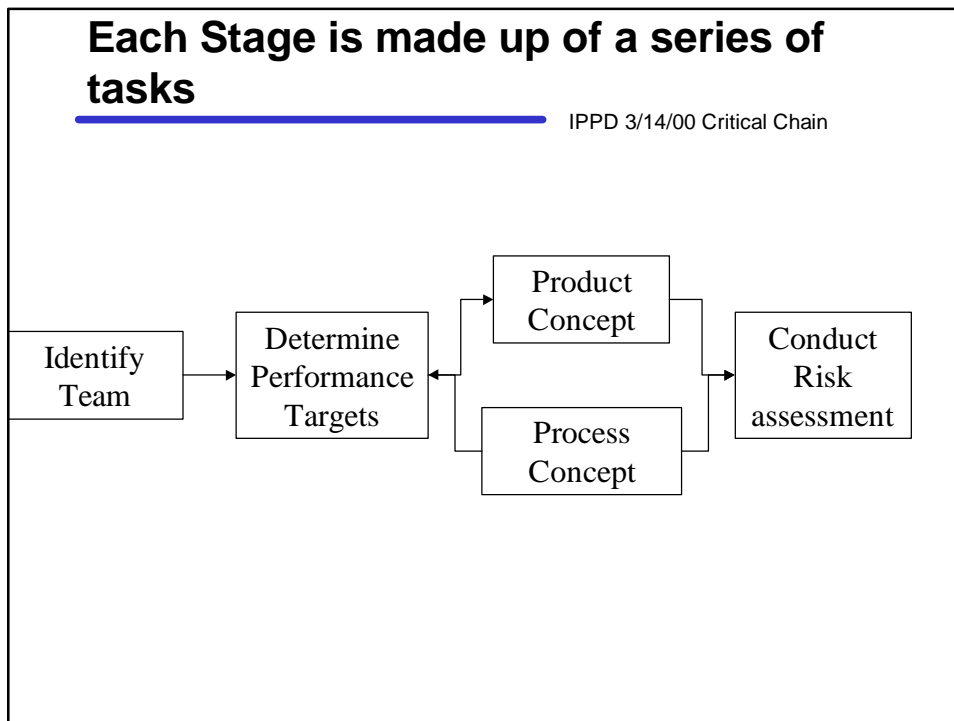 Each Stage is made up of a series of
tasks
IPPD 3/14/00 Critical Chain
Identify
Team
Determine
Performance
Targets
Product
Concept
Process
Concept
Conduct
Risk
assessment